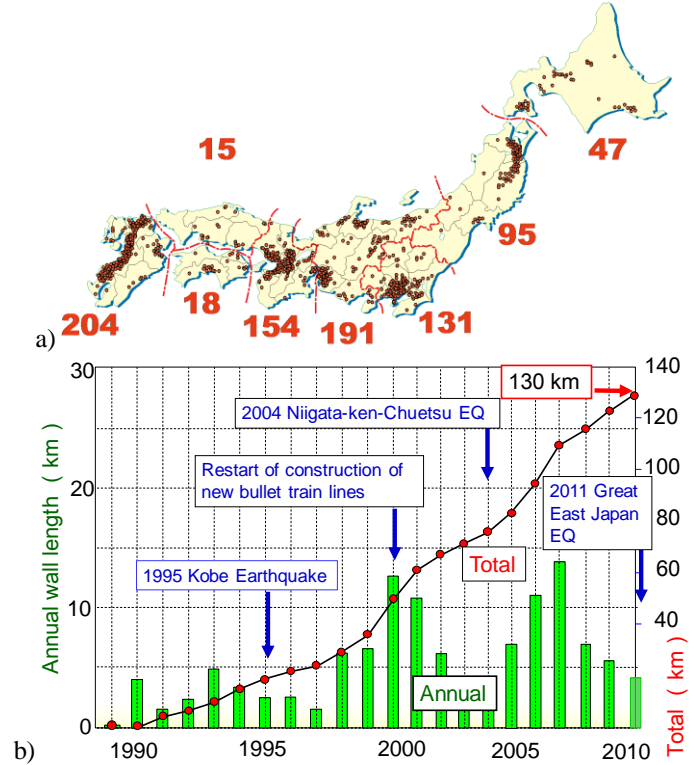 15
47
95
204
18
154
191
131
a)
30
20
10
0
Annual wall length ( km )
140
120
100
80
60
40
Total ( km )
130 km
2004 Niigata-ken-Chuetsu EQ
Restart of construction of
new bullet train lines
2011 Great
East Japan
EQ
1995 Kobe Earthquake
Total
Annual
b)
1990
1995
2000
2005
2010